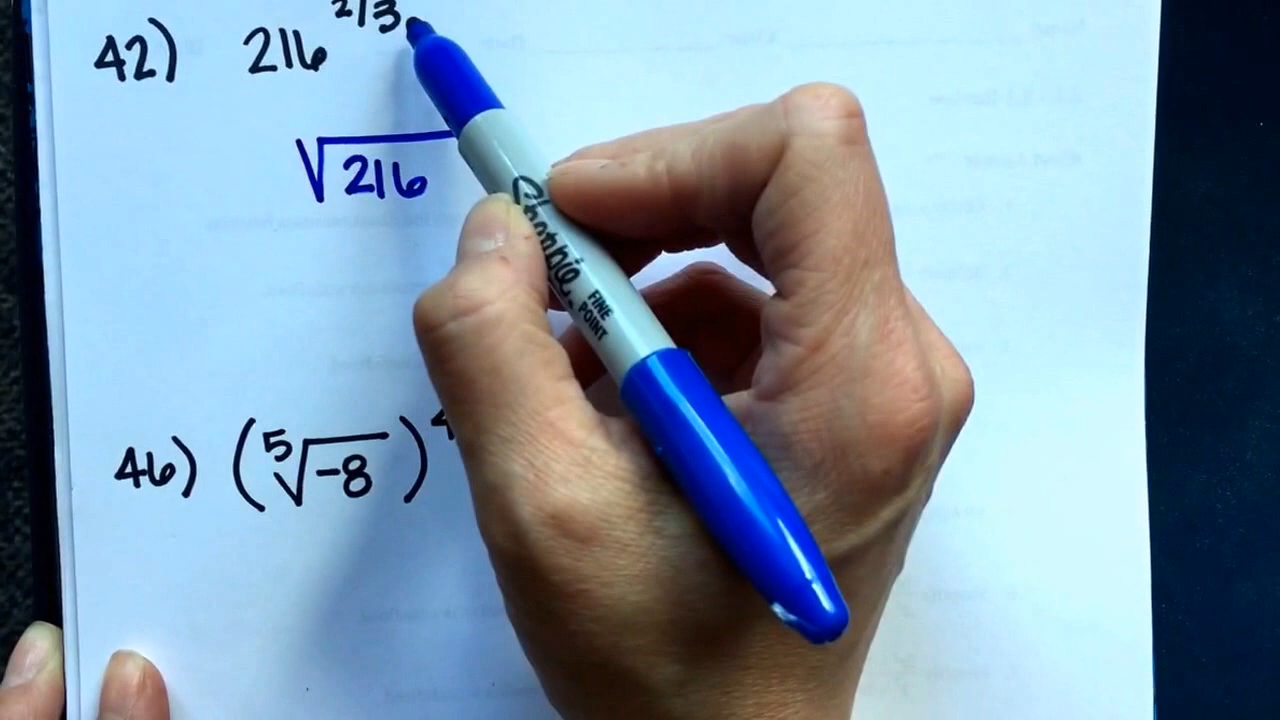 42) 216^2/3
√216
Sharpie.
FINE
POINT
46) (⁵√-8)^4